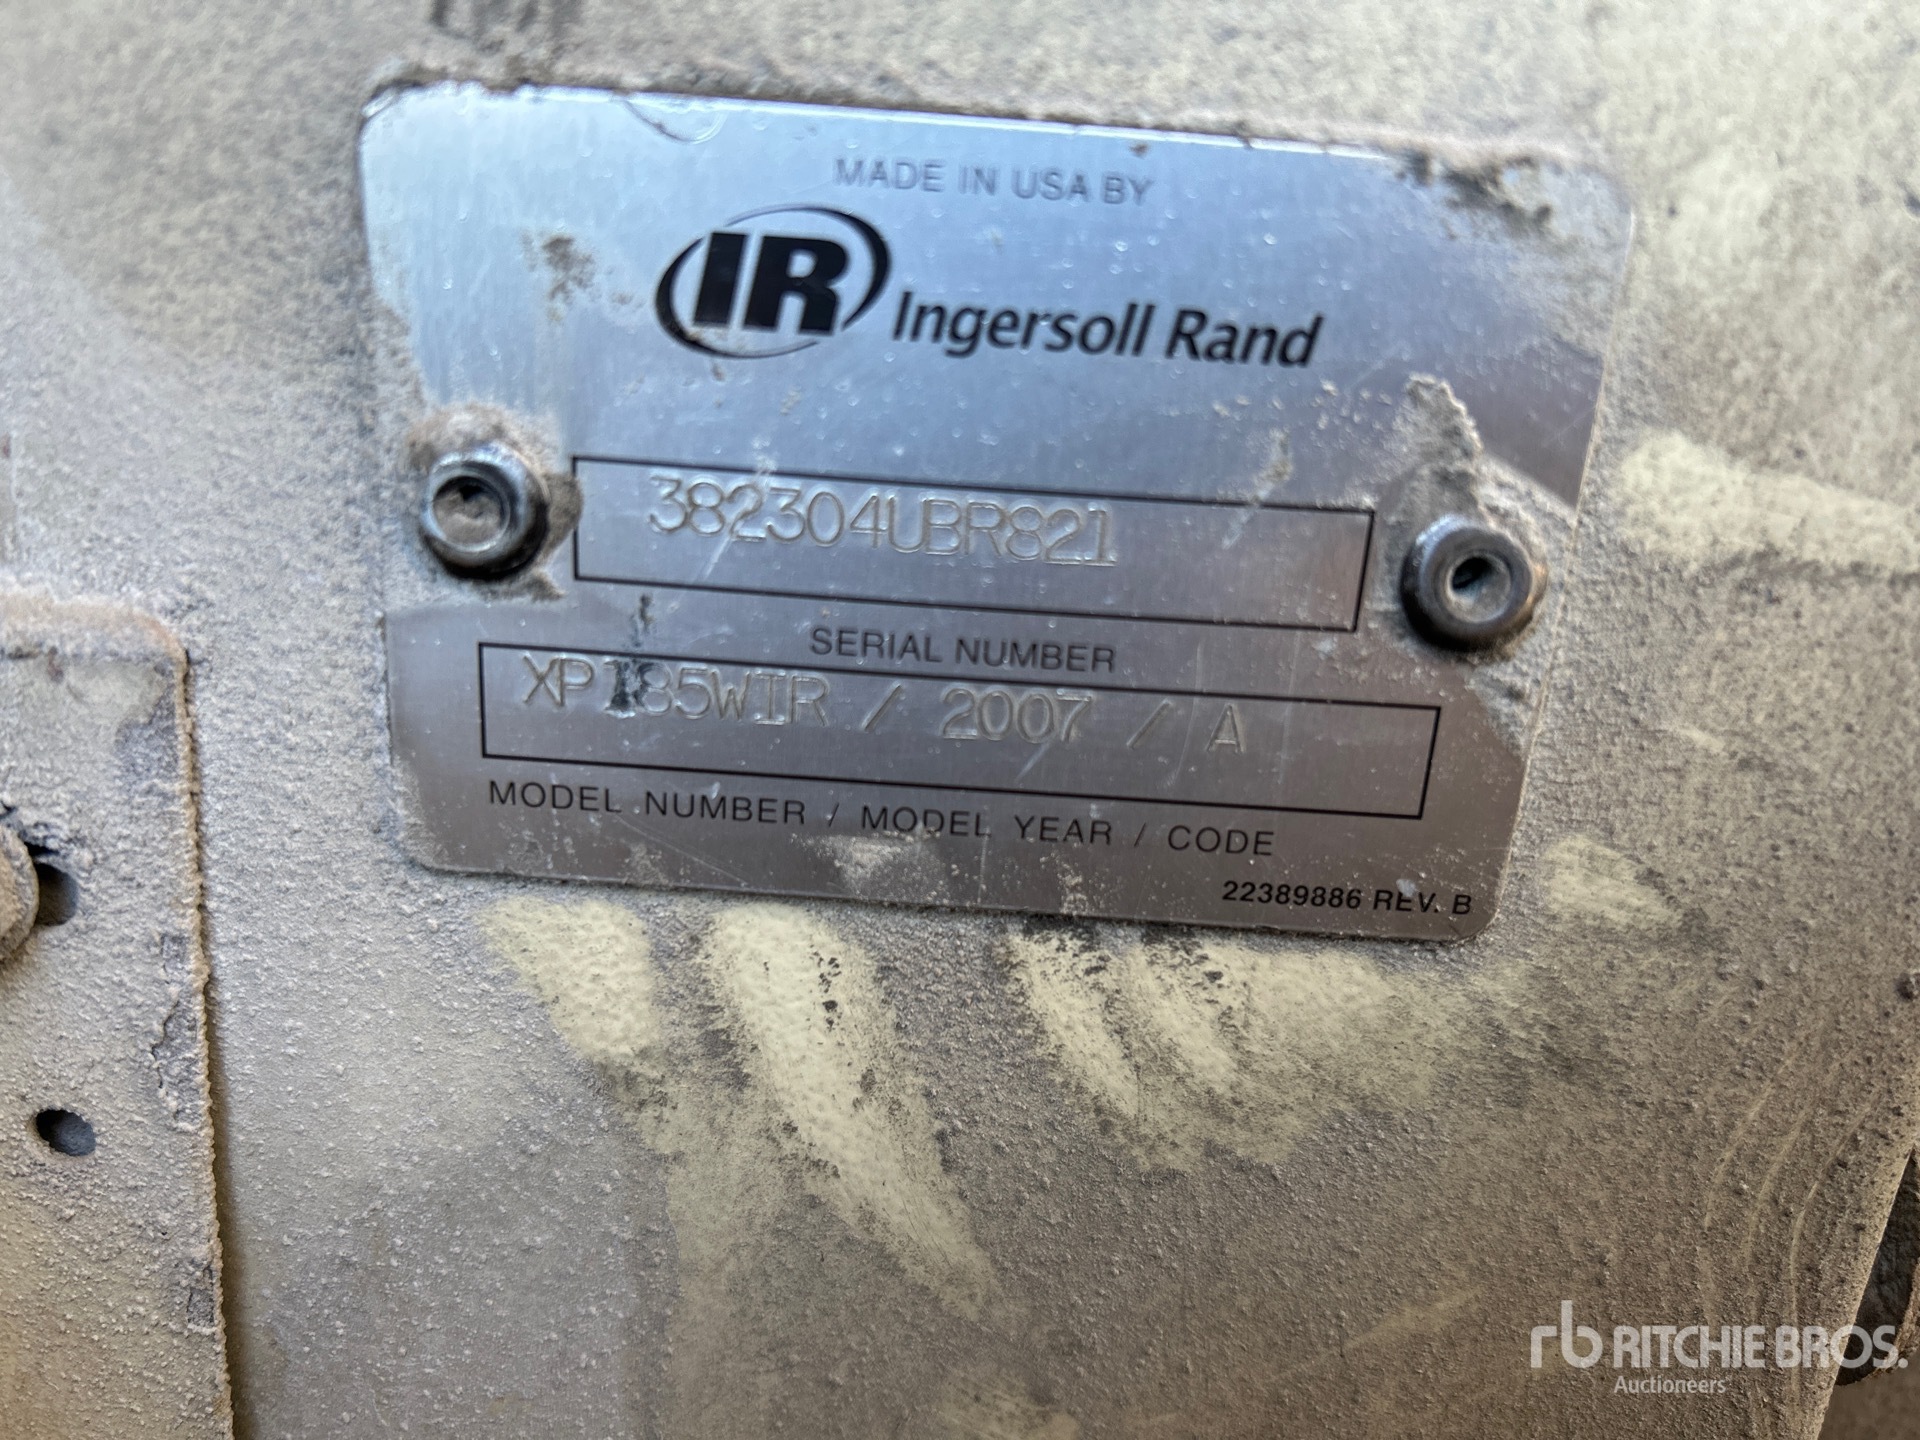 MADE IN USA BY
IR Ingersoll Rand
382304UBR821
SERIAL NUMBER
XP185WIR / 2007 / A
MODEL NUMBER / MODEL YEAR / CODE
22389886 REV. B
rb RITCHIE BROS.
Auctioneers